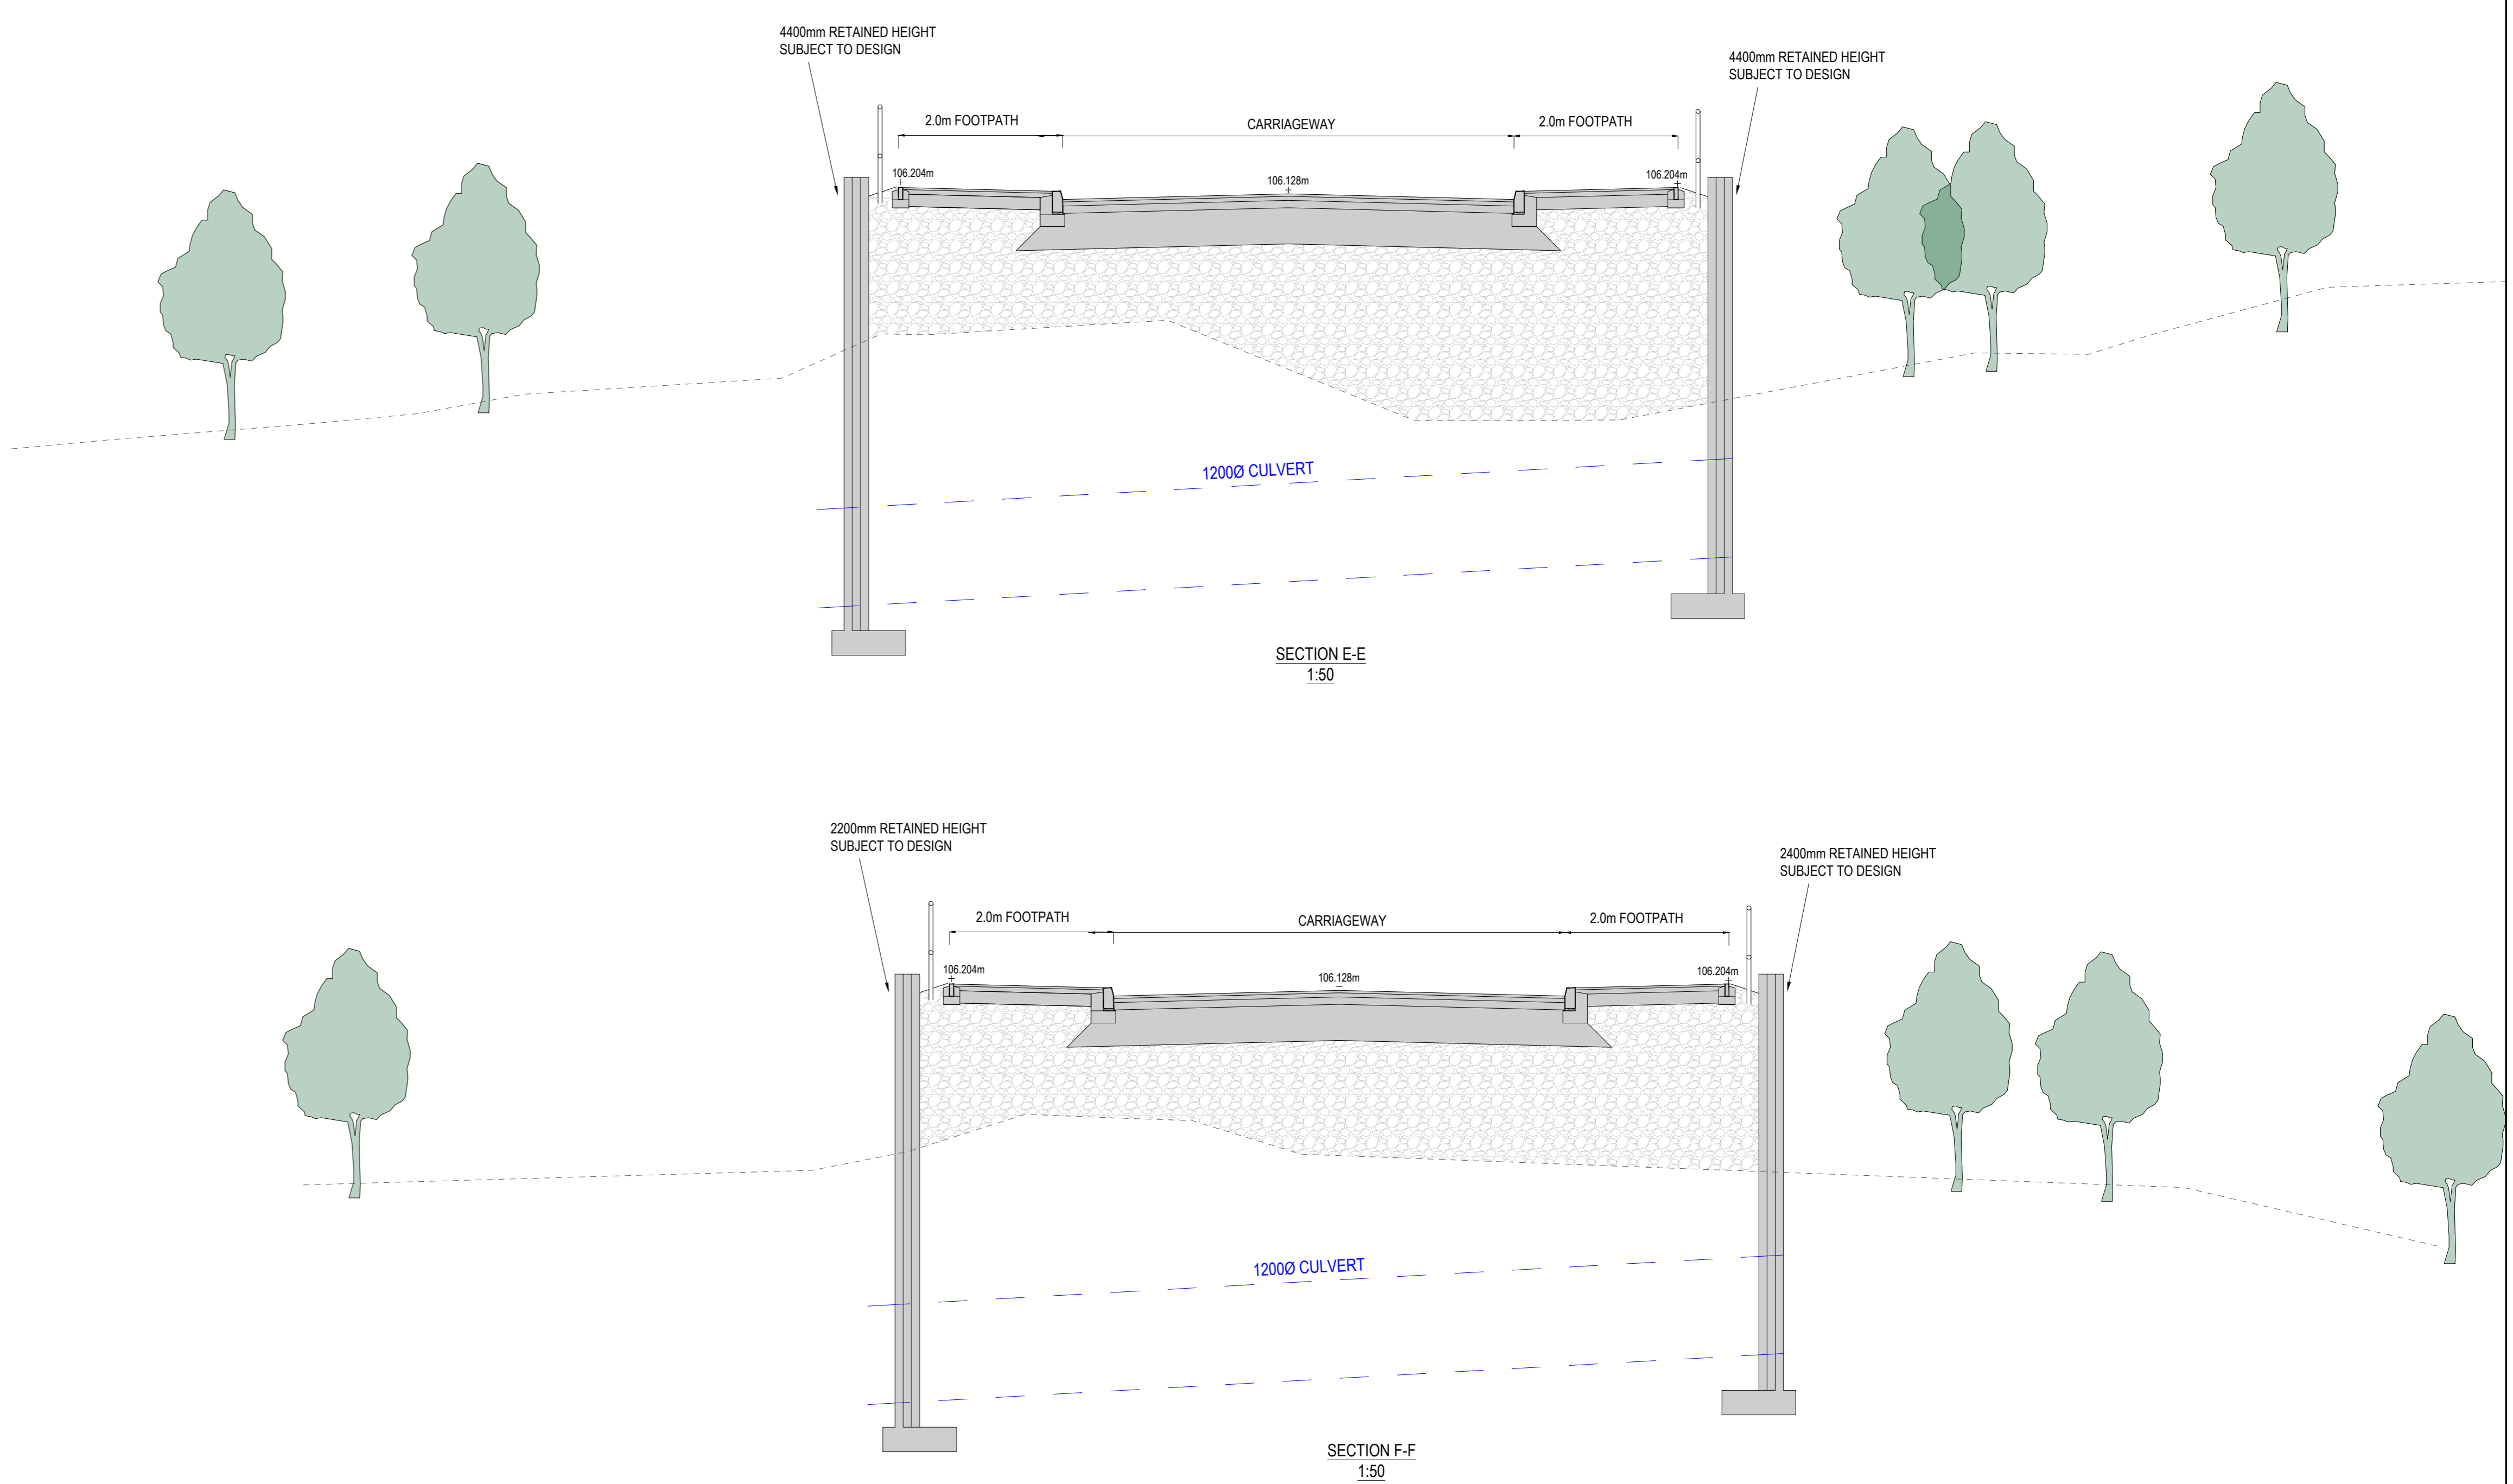 4400mm RETAINED HEIGHT
SUBJECT TO DESIGN
4400mm RETAINED HEIGHT
SUBJECT TO DESIGN
2.0m FOOTPATH
CARRIAGEWAY
2.0m FOOTPATH
106.204m
106.128m
106.204m
1200Ø CULVERT
SECTION E-E
1:50
2200mm RETAINED HEIGHT
SUBJECT TO DESIGN
2400mm RETAINED HEIGHT
SUBJECT TO DESIGN
2.0m FOOTPATH
CARRIAGEWAY
2.0m FOOTPATH
106.204m
106.128m
106.204m
1200Ø CULVERT
SECTION F-F
1:50